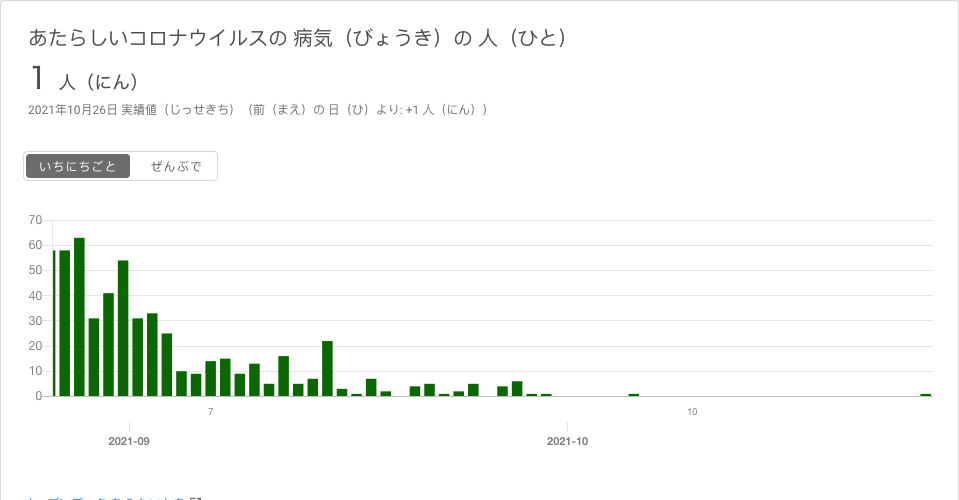 あたらしいコロナウイルスの 病気（びょうき）の 人（ひと）
1 人（にん）
2021年10月26日 実績値（じっせきち）（前（まえ）の 日（ひ）より: +1 人（にん））
いちにちごと ぜんぶで
70
60
50
40
30
20
10
0
7 10
2021-09 2021-10